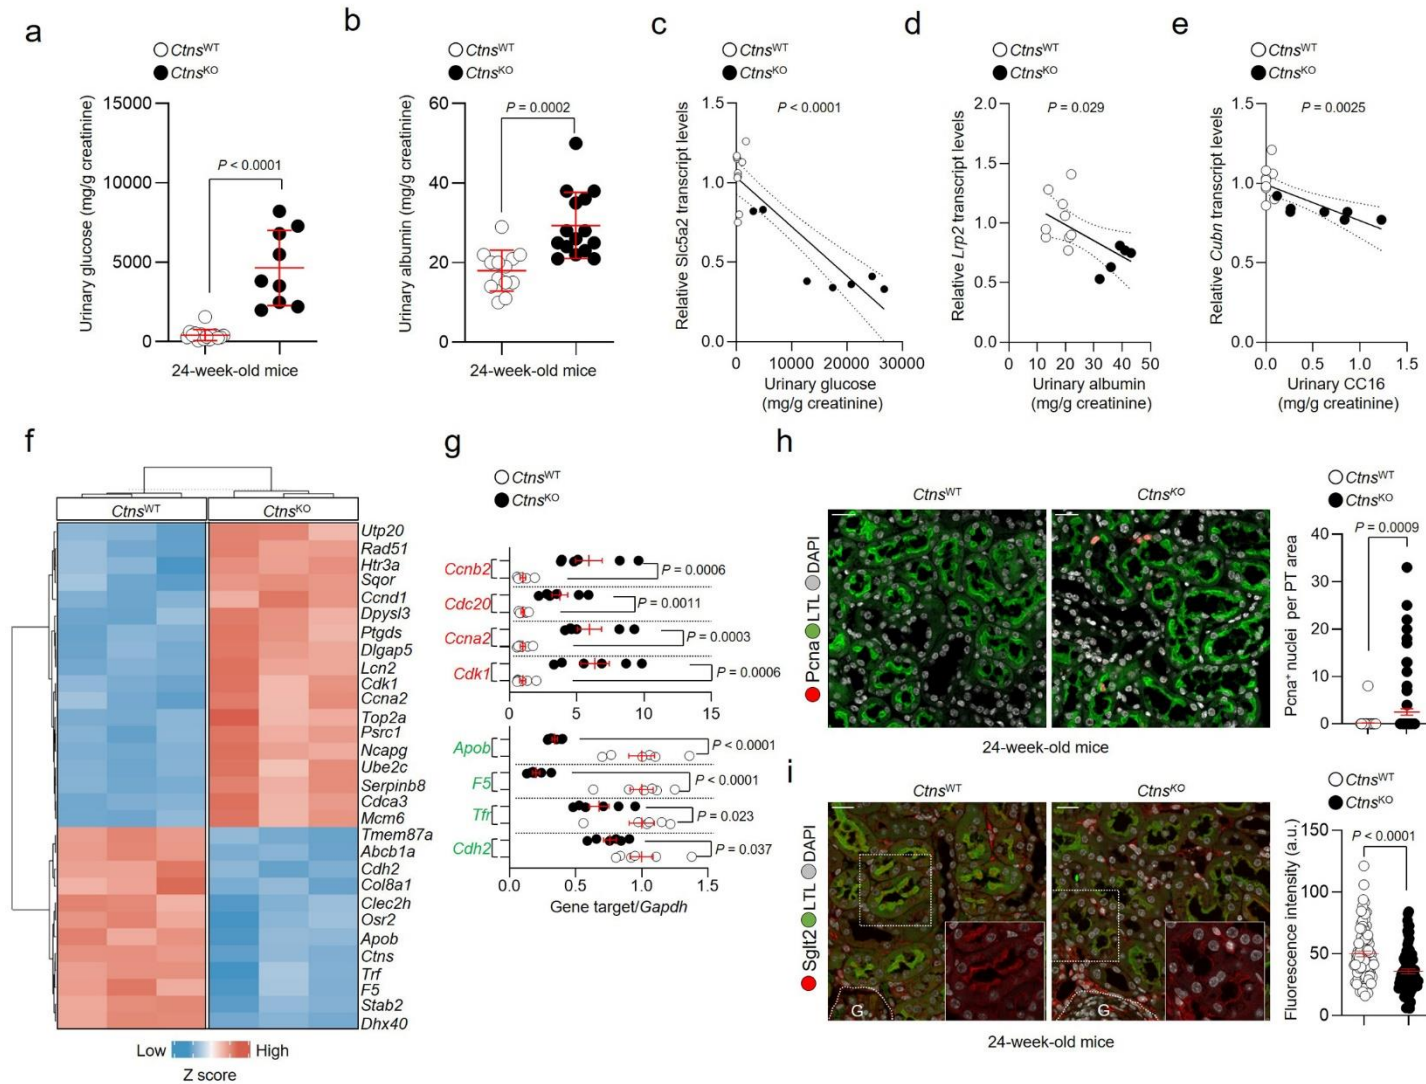 a
Ctns^WT
Ctns^KO
Urinary glucose (mg/g creatinine)
15000
10000
5000
0
P < 0.0001
24-week-old mice
b
Ctns^WT
Ctns^KO
Urinary albumin (mg/g creatinine)
60
40
20
0
P = 0.0002
24-week-old mice
c
Ctns^WT
Ctns^KO
Relative Slc5a2 transcript levels
1.5
1.0
0.5
0.0
P < 0.0001
0 10000 20000 30000
Urinary glucose
(mg/g creatinine)
d
Ctns^WT
Ctns^KO
Relative Lrp2 transcript levels
2.0
1.5
1.0
0.5
0.0
P = 0.029
0 10 20 30 40 50
Urinary albumin
(mg/g creatinine)
e
Ctns^WT
Ctns^KO
Relative Cubn transcript levels
1.5
1.0
0.5
0.0
P = 0.0025
0.0 0.5 1.0 1.5
Urinary CC16
(mg/g creatinine)
f
Ctns^WT Ctns^KO
Utp20
Rad51
Htr3a
Sqor
Ccnd1
Dpysl3
Ptgds
Dlgap5
Lcn2
Cdk1
Ccna2
Top2a
Psrc1
Ncapg
Ube2c
Serpinb8
Cdca3
Mcm6
Tmem87a
Abcb1a
Cdh2
Col8a1
Clec2h
Osr2
Apob
Ctns
Trf
F5
Stab2
Dhx40
Low High
Z score
g
Ctns^WT
Ctns^KO
Ccnb2
P = 0.0006
Cdc20
P = 0.0011
Ccna2
P = 0.0003
Cdk1
P = 0.0006
0 5 10 15
Apob
P < 0.0001
F5
P < 0.0001
Tfr
P = 0.023
Cdh2
P = 0.037
0.0 0.5 1.0 1.5
Gene target/Gapdh
h
Pcna LTL DAPI
Ctns^WT Ctns^KO
24-week-old mice
Ctns^WT
Ctns^KO
Pcna⁺ nuclei per PT area
40
30
20
10
0
P = 0.0009
i
Sglt2 LTL DAPI
Ctns^WT Ctns^KO
G
G
24-week-old mice
Ctns^WT
Ctns^KO
Fluorescence intensity (a.u.)
150
100
50
0
P < 0.0001